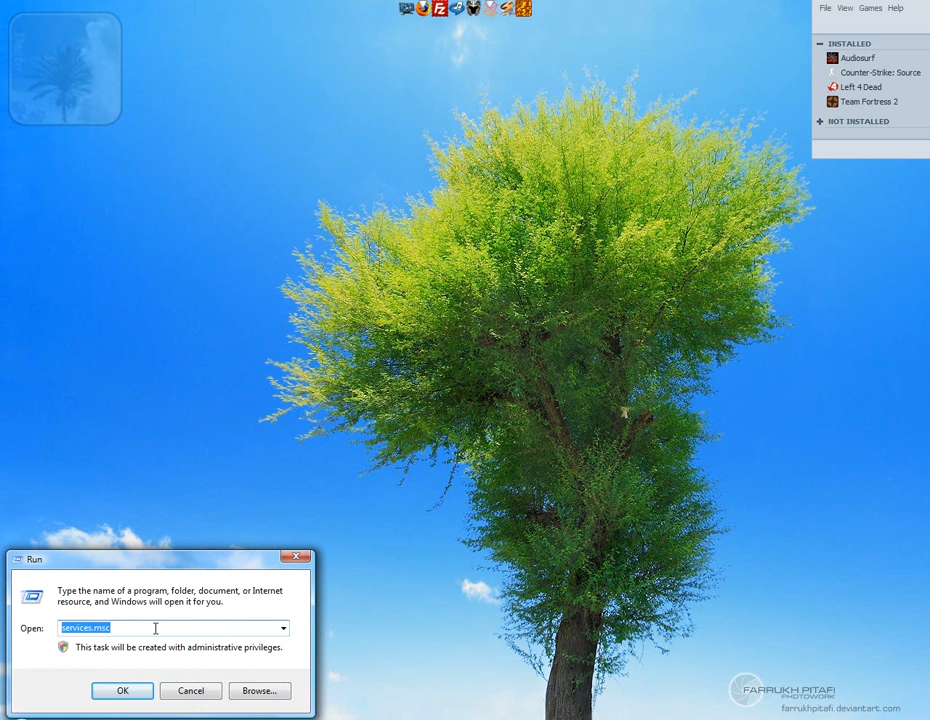 File View Games Help
INSTALLED
Audiosurf
Counter-Strike: Source
Left 4 Dead
Team Fortress 2
NOT INSTALLED
Run
Type the name of a program, folder, document, or Internet
resource, and Windows will open it for you.
Open: services.msc
This task will be created with administrative privileges.
OK Cancel Browse...
FARRUKH PITAFI
PHOTOWORK
farrukhpitafi.deviantart.com